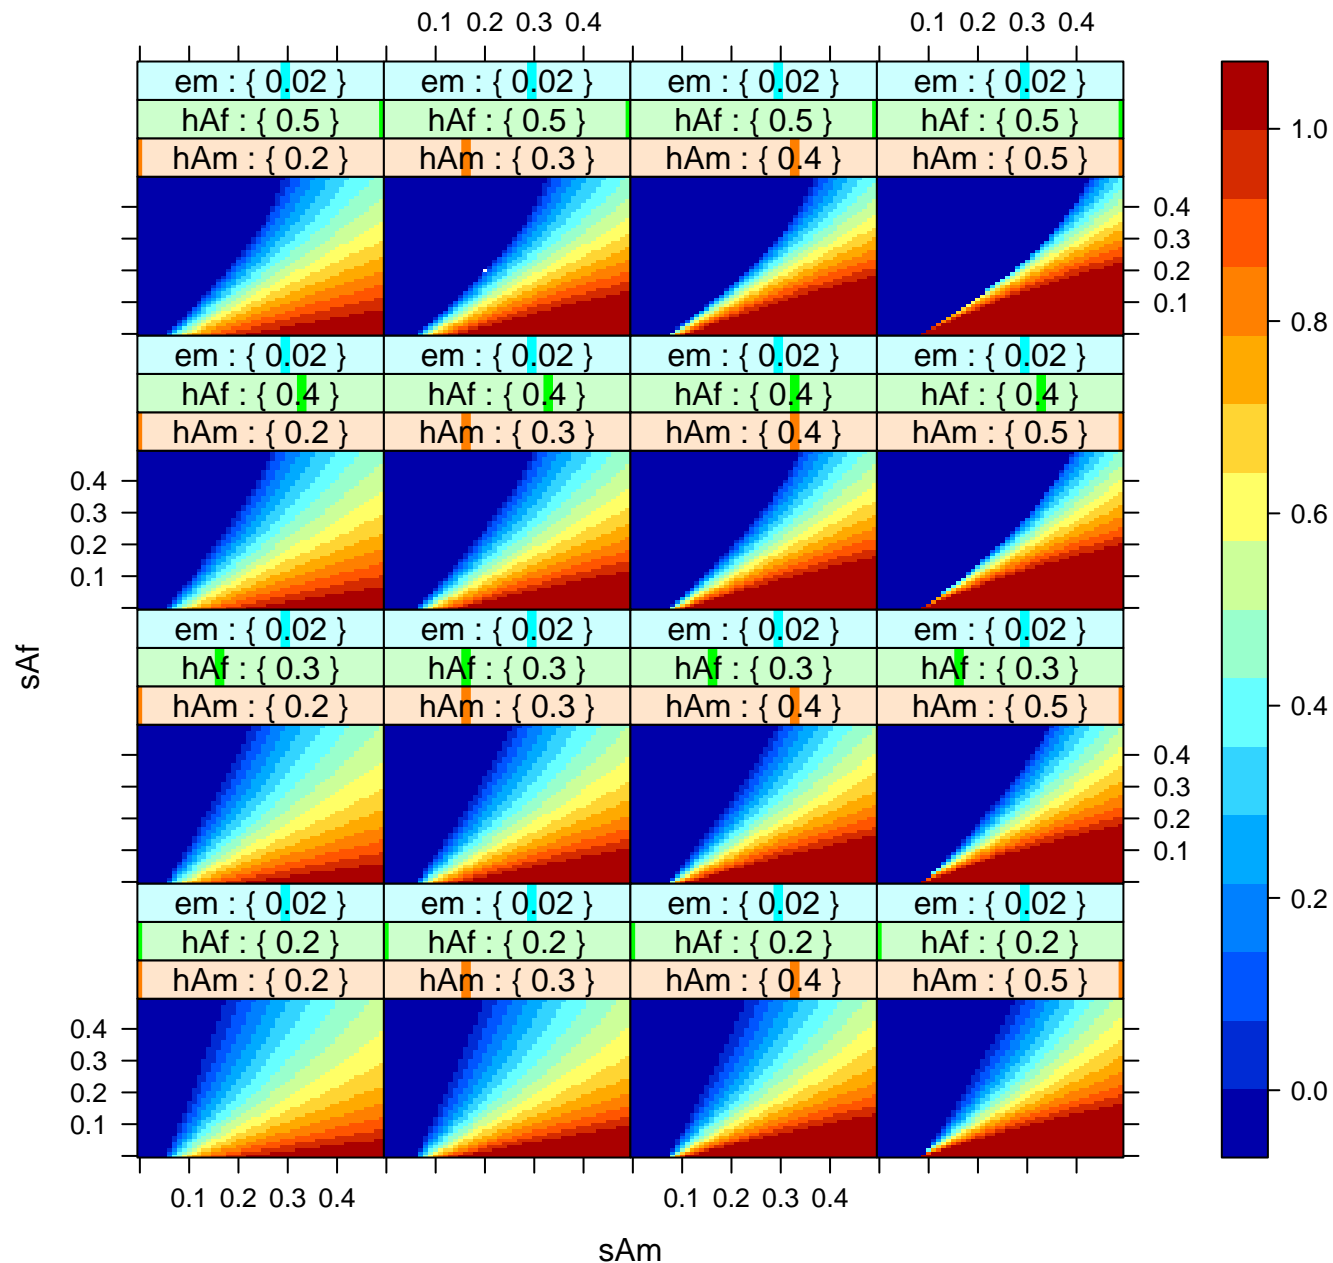 0.1 0.2 0.3 0.4 0.1 0.2 0.3 0.4
em : { 0.02 } em : { 0.02 } em : { 0.02 } em : { 0.02 }
hAf : { 0.5 } hAf : { 0.5 } hAf : { 0.5 } hAf : { 0.5 }
hAm : { 0.2 } hAm : { 0.3 } hAm : { 0.4 } hAm : { 0.5 }
0.4
0.3
0.2
0.1
em : { 0.02 } em : { 0.02 } em : { 0.02 } em : { 0.02 }
hAf : { 0.4 } hAf : { 0.4 } hAf : { 0.4 } hAf : { 0.4 }
hAm : { 0.2 } hAm : { 0.3 } hAm : { 0.4 } hAm : { 0.5 }
0.4
0.3
0.2
0.1
em : { 0.02 } em : { 0.02 } em : { 0.02 } em : { 0.02 }
hAf : { 0.3 } hAf : { 0.3 } hAf : { 0.3 } hAf : { 0.3 }
hAm : { 0.2 } hAm : { 0.3 } hAm : { 0.4 } hAm : { 0.5 }
0.4
0.3
0.2
0.1
em : { 0.02 } em : { 0.02 } em : { 0.02 } em : { 0.02 }
hAf : { 0.2 } hAf : { 0.2 } hAf : { 0.2 } hAf : { 0.2 }
hAm : { 0.2 } hAm : { 0.3 } hAm : { 0.4 } hAm : { 0.5 }
0.4
0.3
0.2
0.1
0.1 0.2 0.3 0.4 0.1 0.2 0.3 0.4
sAm
sAf
1.0
0.8
0.6
0.4
0.2
0.0